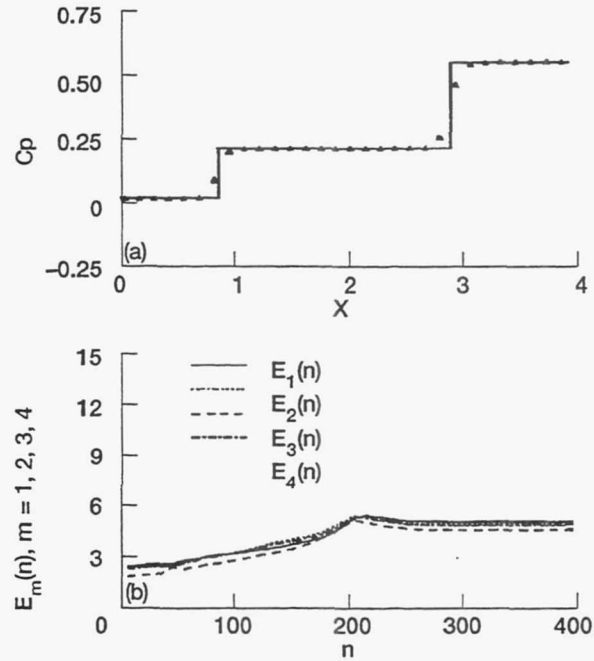 0.75
0.50
Cp
0.25
0
(a)
−0.25
0 1 2 3 4
X
15
12
9
6
3
E1(n)
E2(n)
E3(n)
E4(n)
Em(n), m = 1, 2, 3, 4
(b)
0 100 200 300 400
n